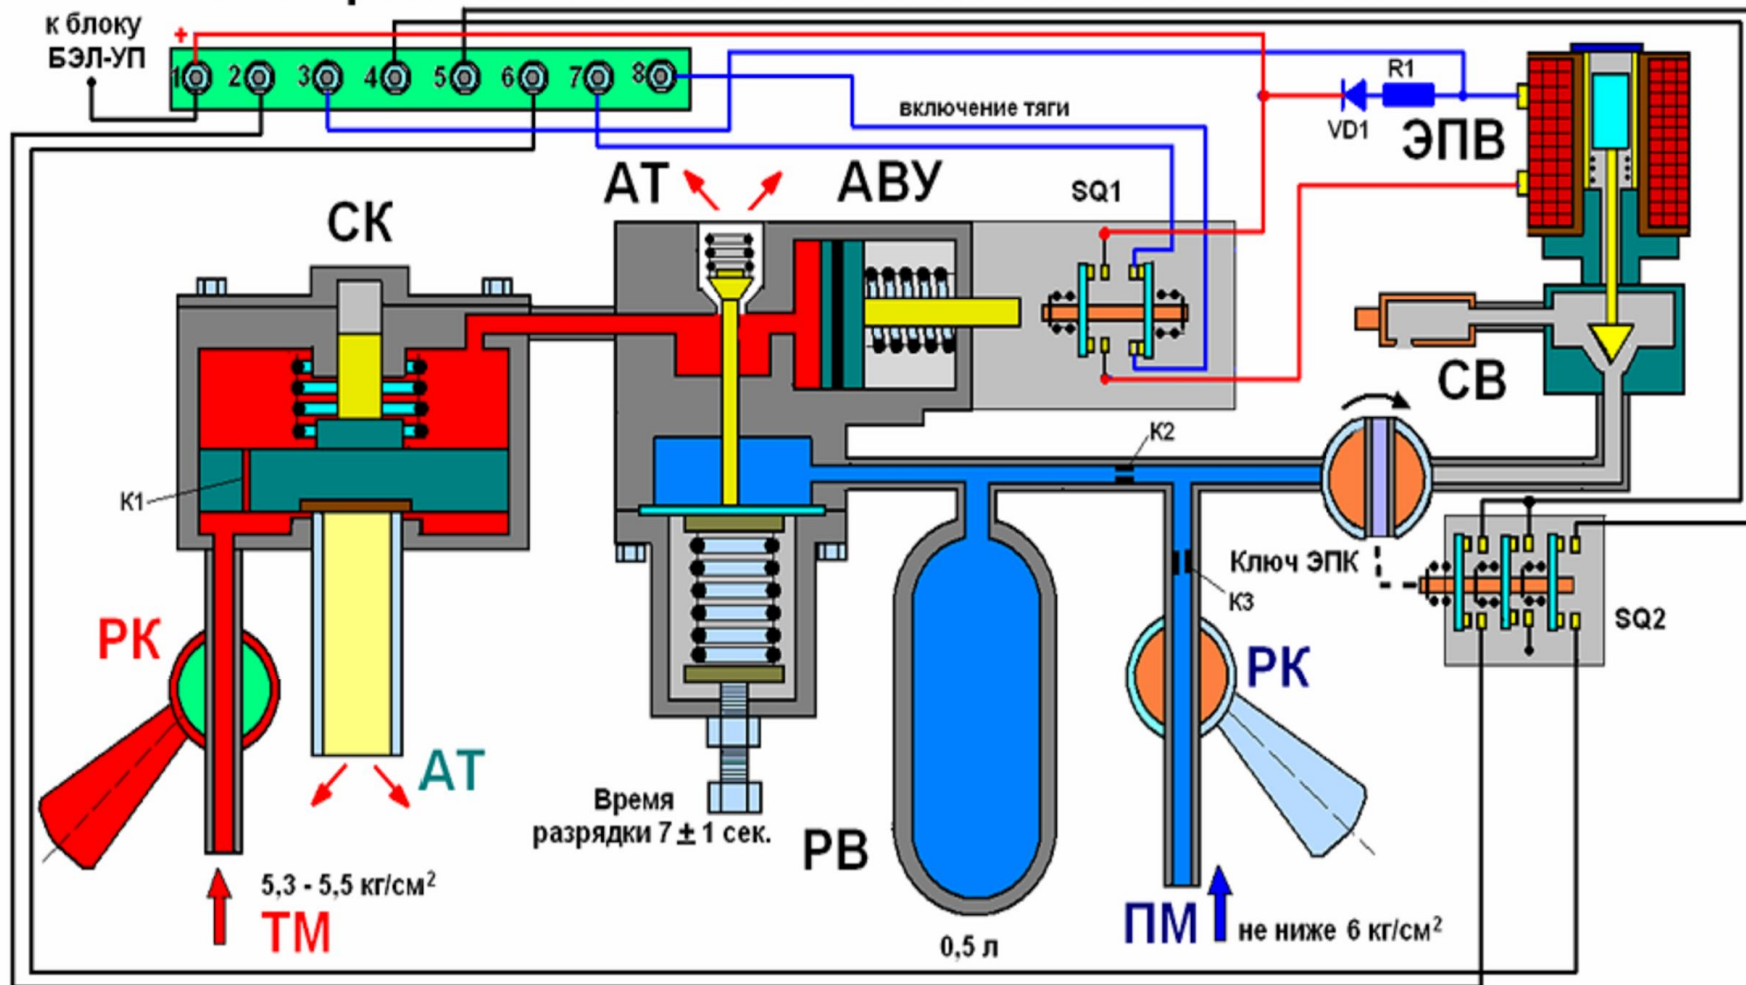 к блоку
БЭЛ-УП
+
1 2 3 4 5 6 7 8
включение тяги
R1
VD1
ЭПВ
АТ
АВУ
SQ1
СК
СВ
К2
К1
Ключ ЭПК
К3
SQ2
РК
РК
АТ
Время
разрядки 7 ± 1 сек.
РВ
5,3 - 5,5 кг/см²
ТМ
ПМ
не ниже 6 кг/см²
0,5 л